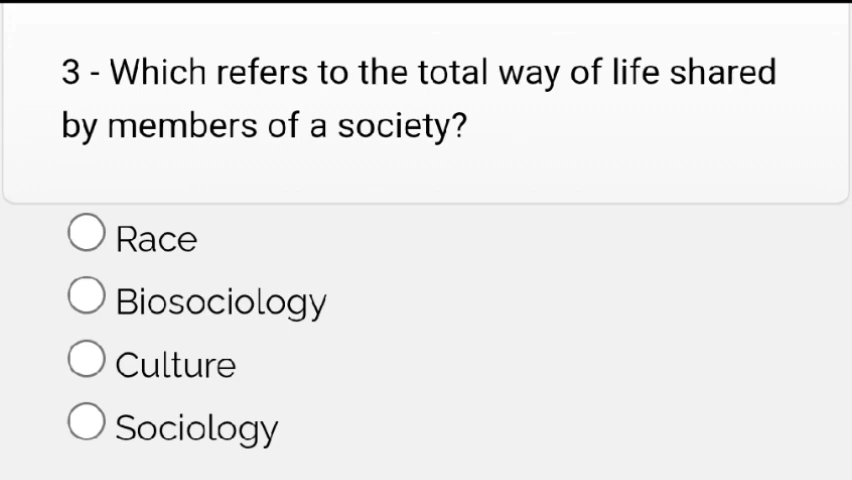 3 - Which refers to the total way of life shared
by members of a society?
Race
Biosociology
Culture
Sociology